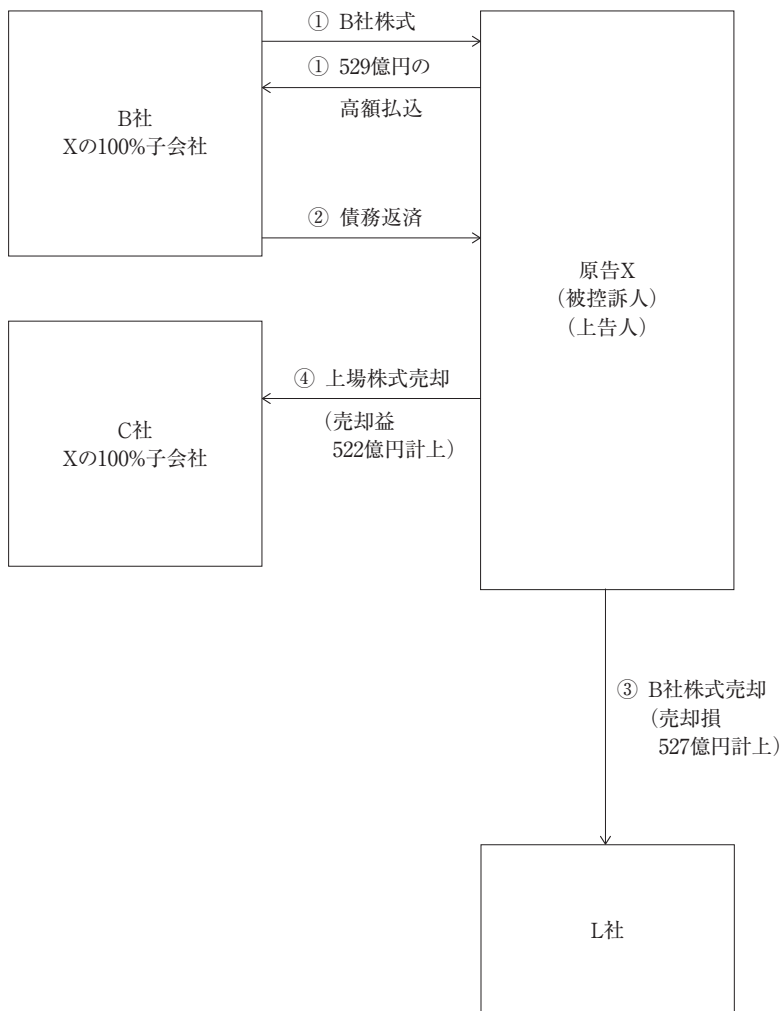 ① B社株式
① 529億円の
高額払込
B社
Xの100%子会社
② 債務返済
原告X
（被控訴人）
（上告人）
④ 上場株式売却
（売却益
522億円計上）
C社
Xの100%子会社
③ B社株式売却
（売却損
527億円計上）
L社